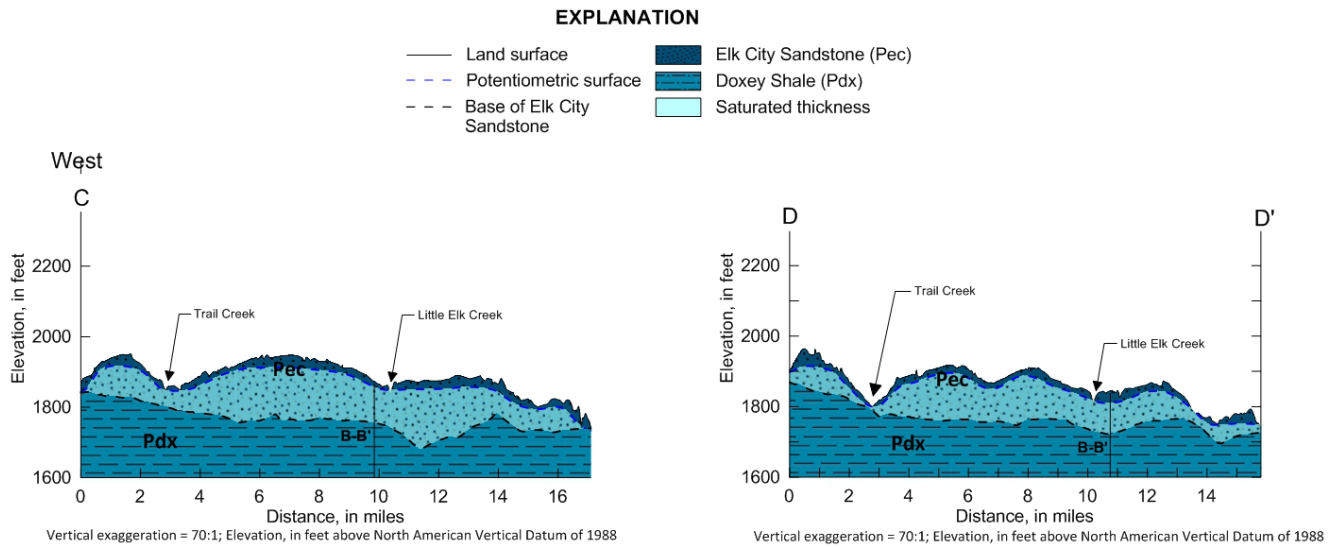 EXPLANATION
Land surface
Potentiometric surface
Base of Elk City
Sandstone
Elk City Sandstone (Pec)
Doxey Shale (Pdx)
Saturated thickness
West
C
Elevation, in feet
2200
2000
1800
1600
Trail Creek
Little Elk Creek
Pec
Pdx
B-B'
0 2 4 6 8 10 12 14 16
Distance, in miles
Vertical exaggeration = 70:1; Elevation, in feet above North American Vertical Datum of 1988
D D'
Elevation, in feet
2200
2000
1800
1600
Trail Creek
Little Elk Creek
Pec
Pdx
B-B'
0 2 4 6 8 10 12 14
Distance, in miles
Vertical exaggeration = 70:1; Elevation, in feet above North American Vertical Datum of 1988